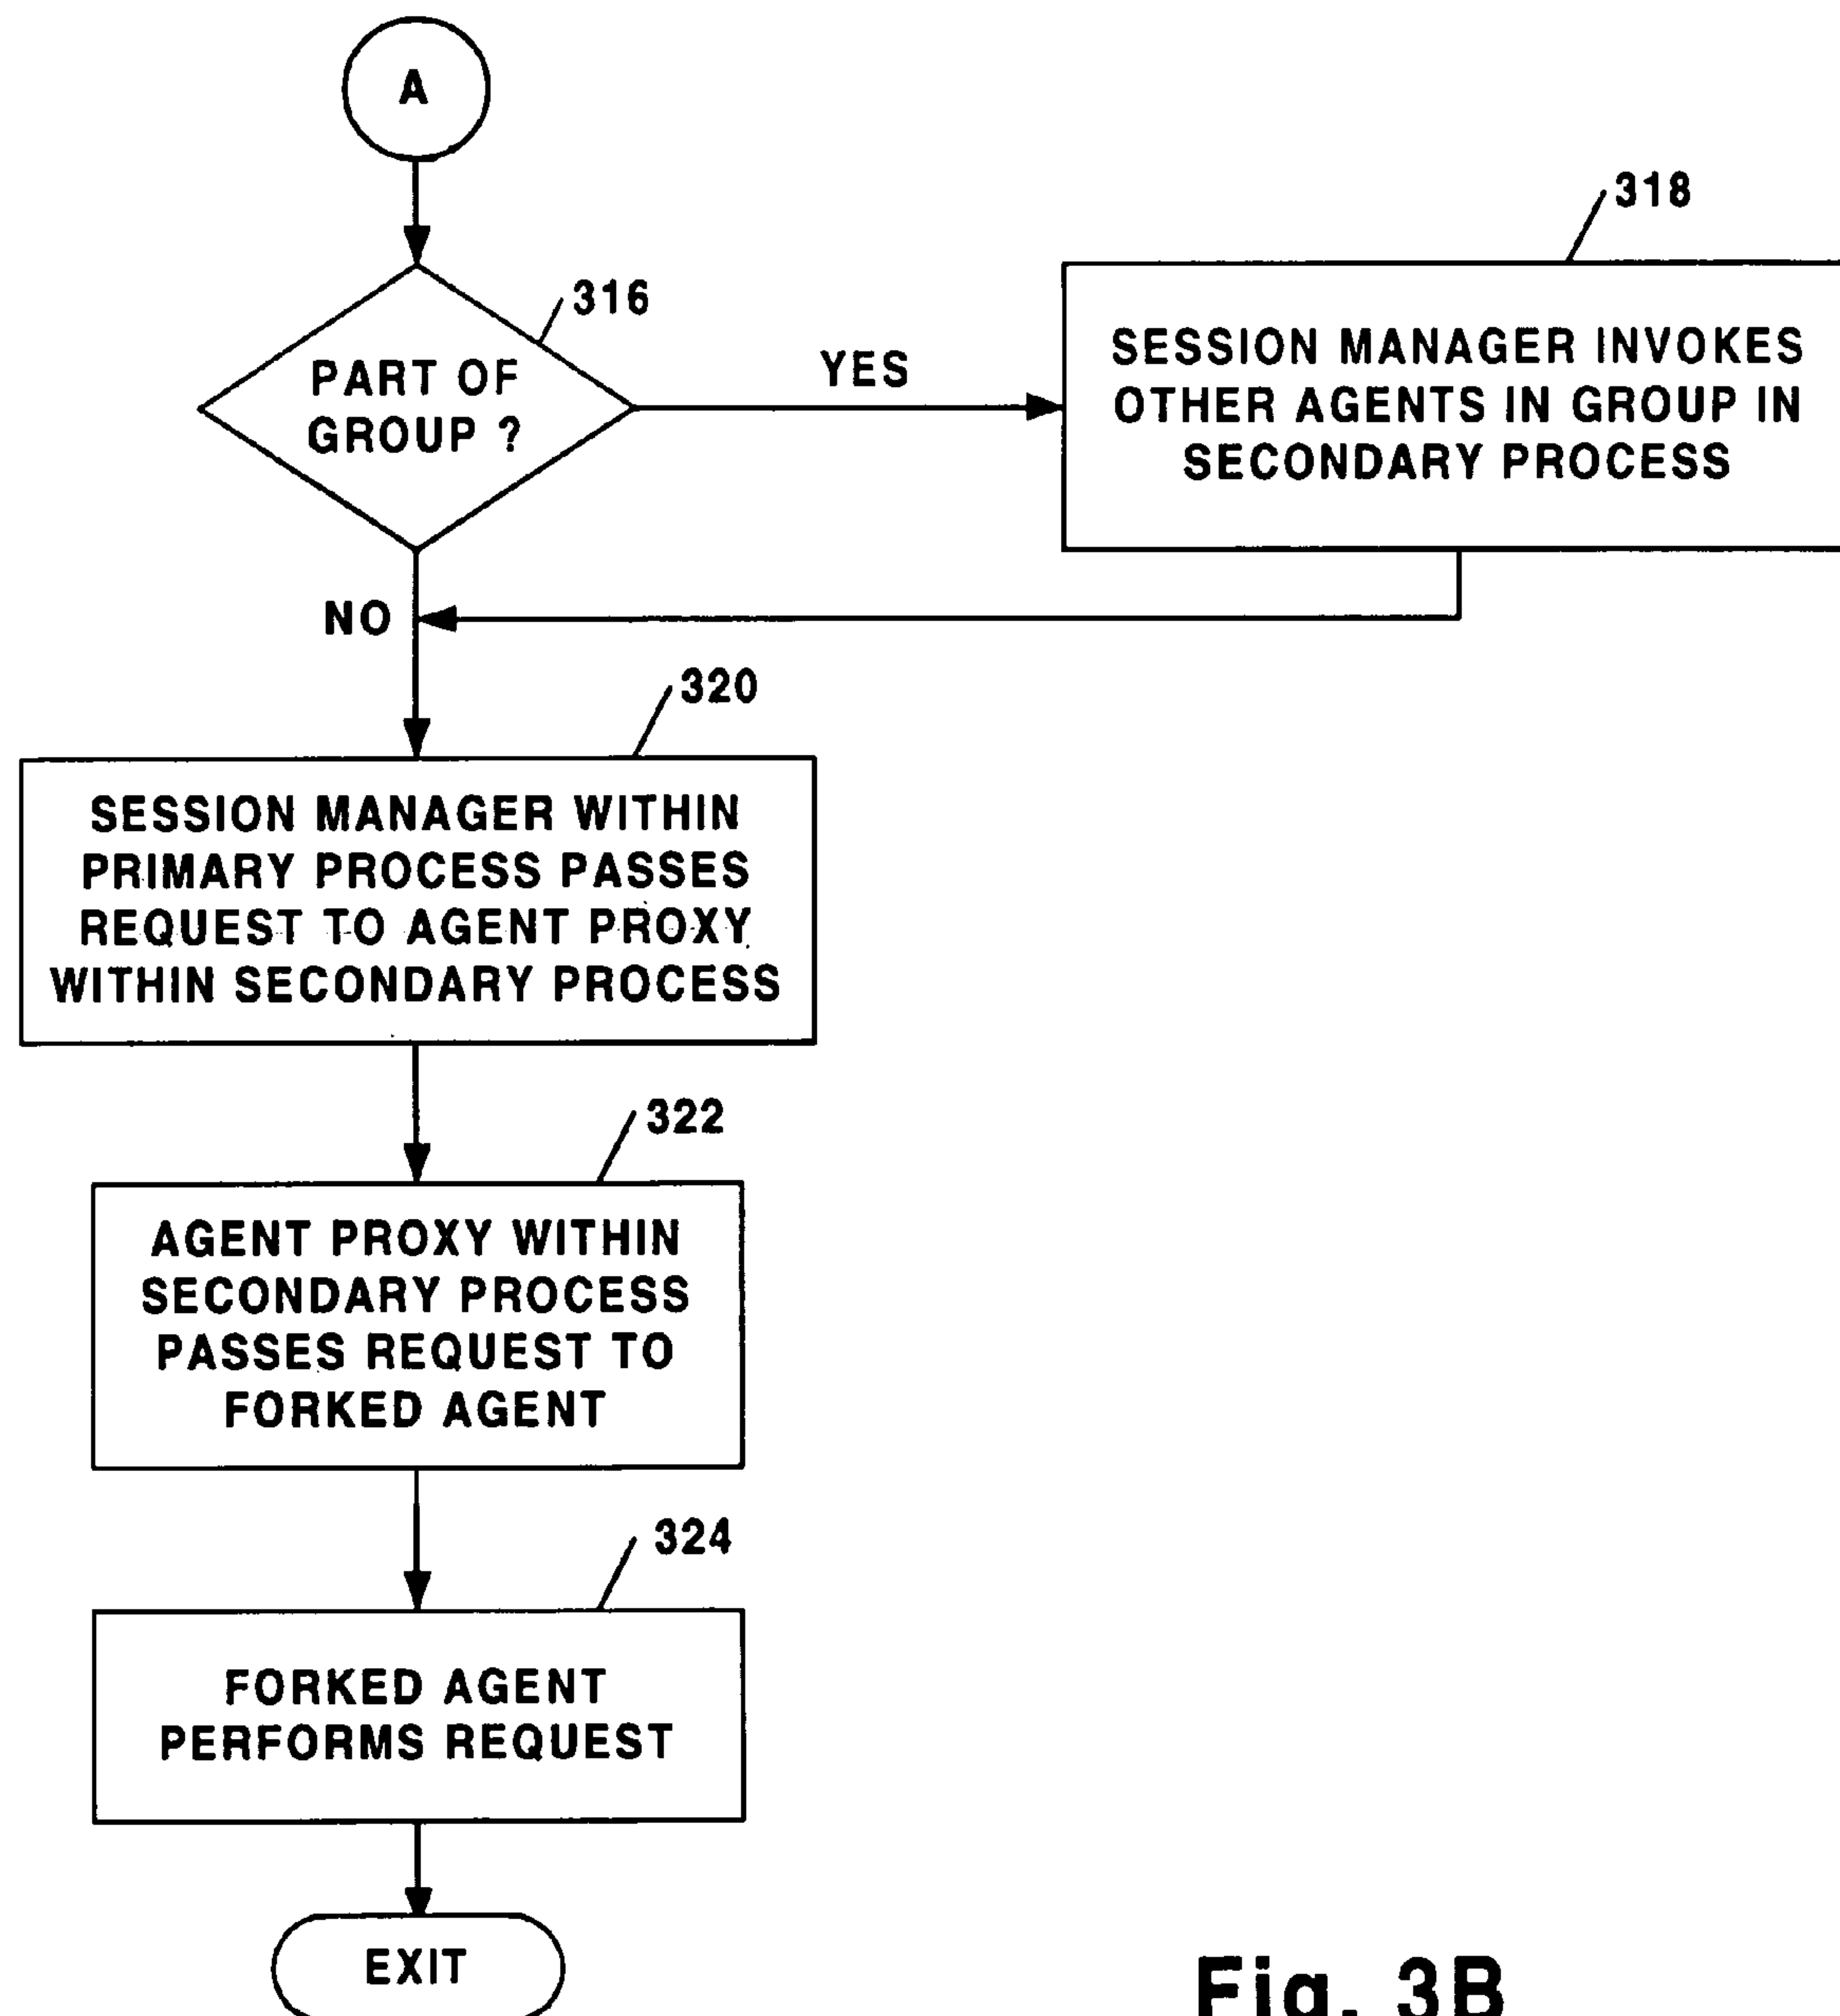 A
316
PART OF
GROUP ?
YES
318
SESSION MANAGER INVOKES
OTHER AGENTS IN GROUP IN
SECONDARY PROCESS
NO
320
SESSION MANAGER WITHIN
PRIMARY PROCESS PASSES
REQUEST TO AGENT PROXY
WITHIN SECONDARY PROCESS
322
AGENT PROXY WITHIN
SECONDARY PROCESS
PASSES REQUEST TO
FORKED AGENT
324
FORKED AGENT
PERFORMS REQUEST
EXIT
Fig. 3B